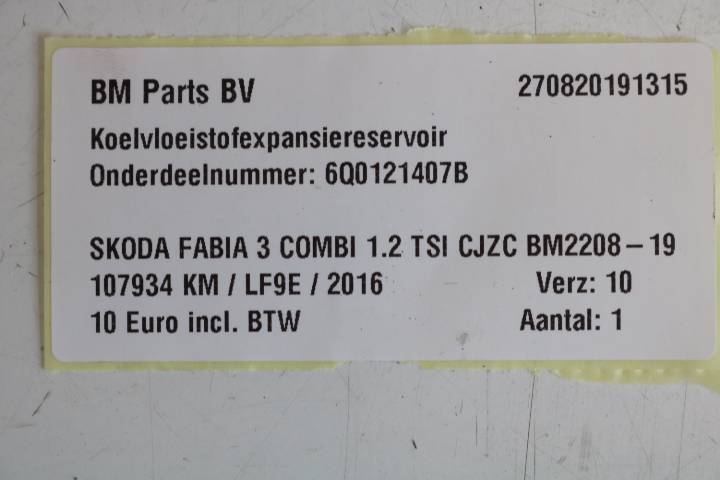 BM Parts BV 270820191315
Koelvloeistofexpansiereservoir
Onderdeelnummer: 6Q0121407B
SKODA FABIA 3 COMBI 1.2 TSI CJZC BM2208-19
107934 KM / LF9E / 2016 Verz: 10
10 Euro incl. BTW Aantal: 1